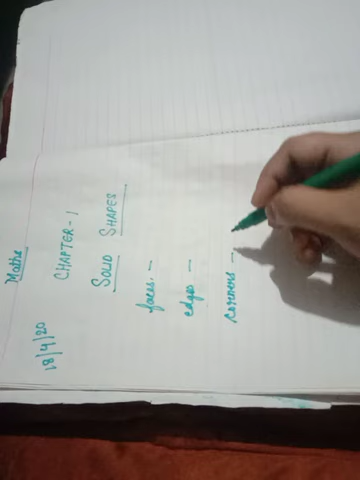 Maths
18/4/20
CHAPTER - 1
SOLID SHAPES
faces. -
edges -
corners -